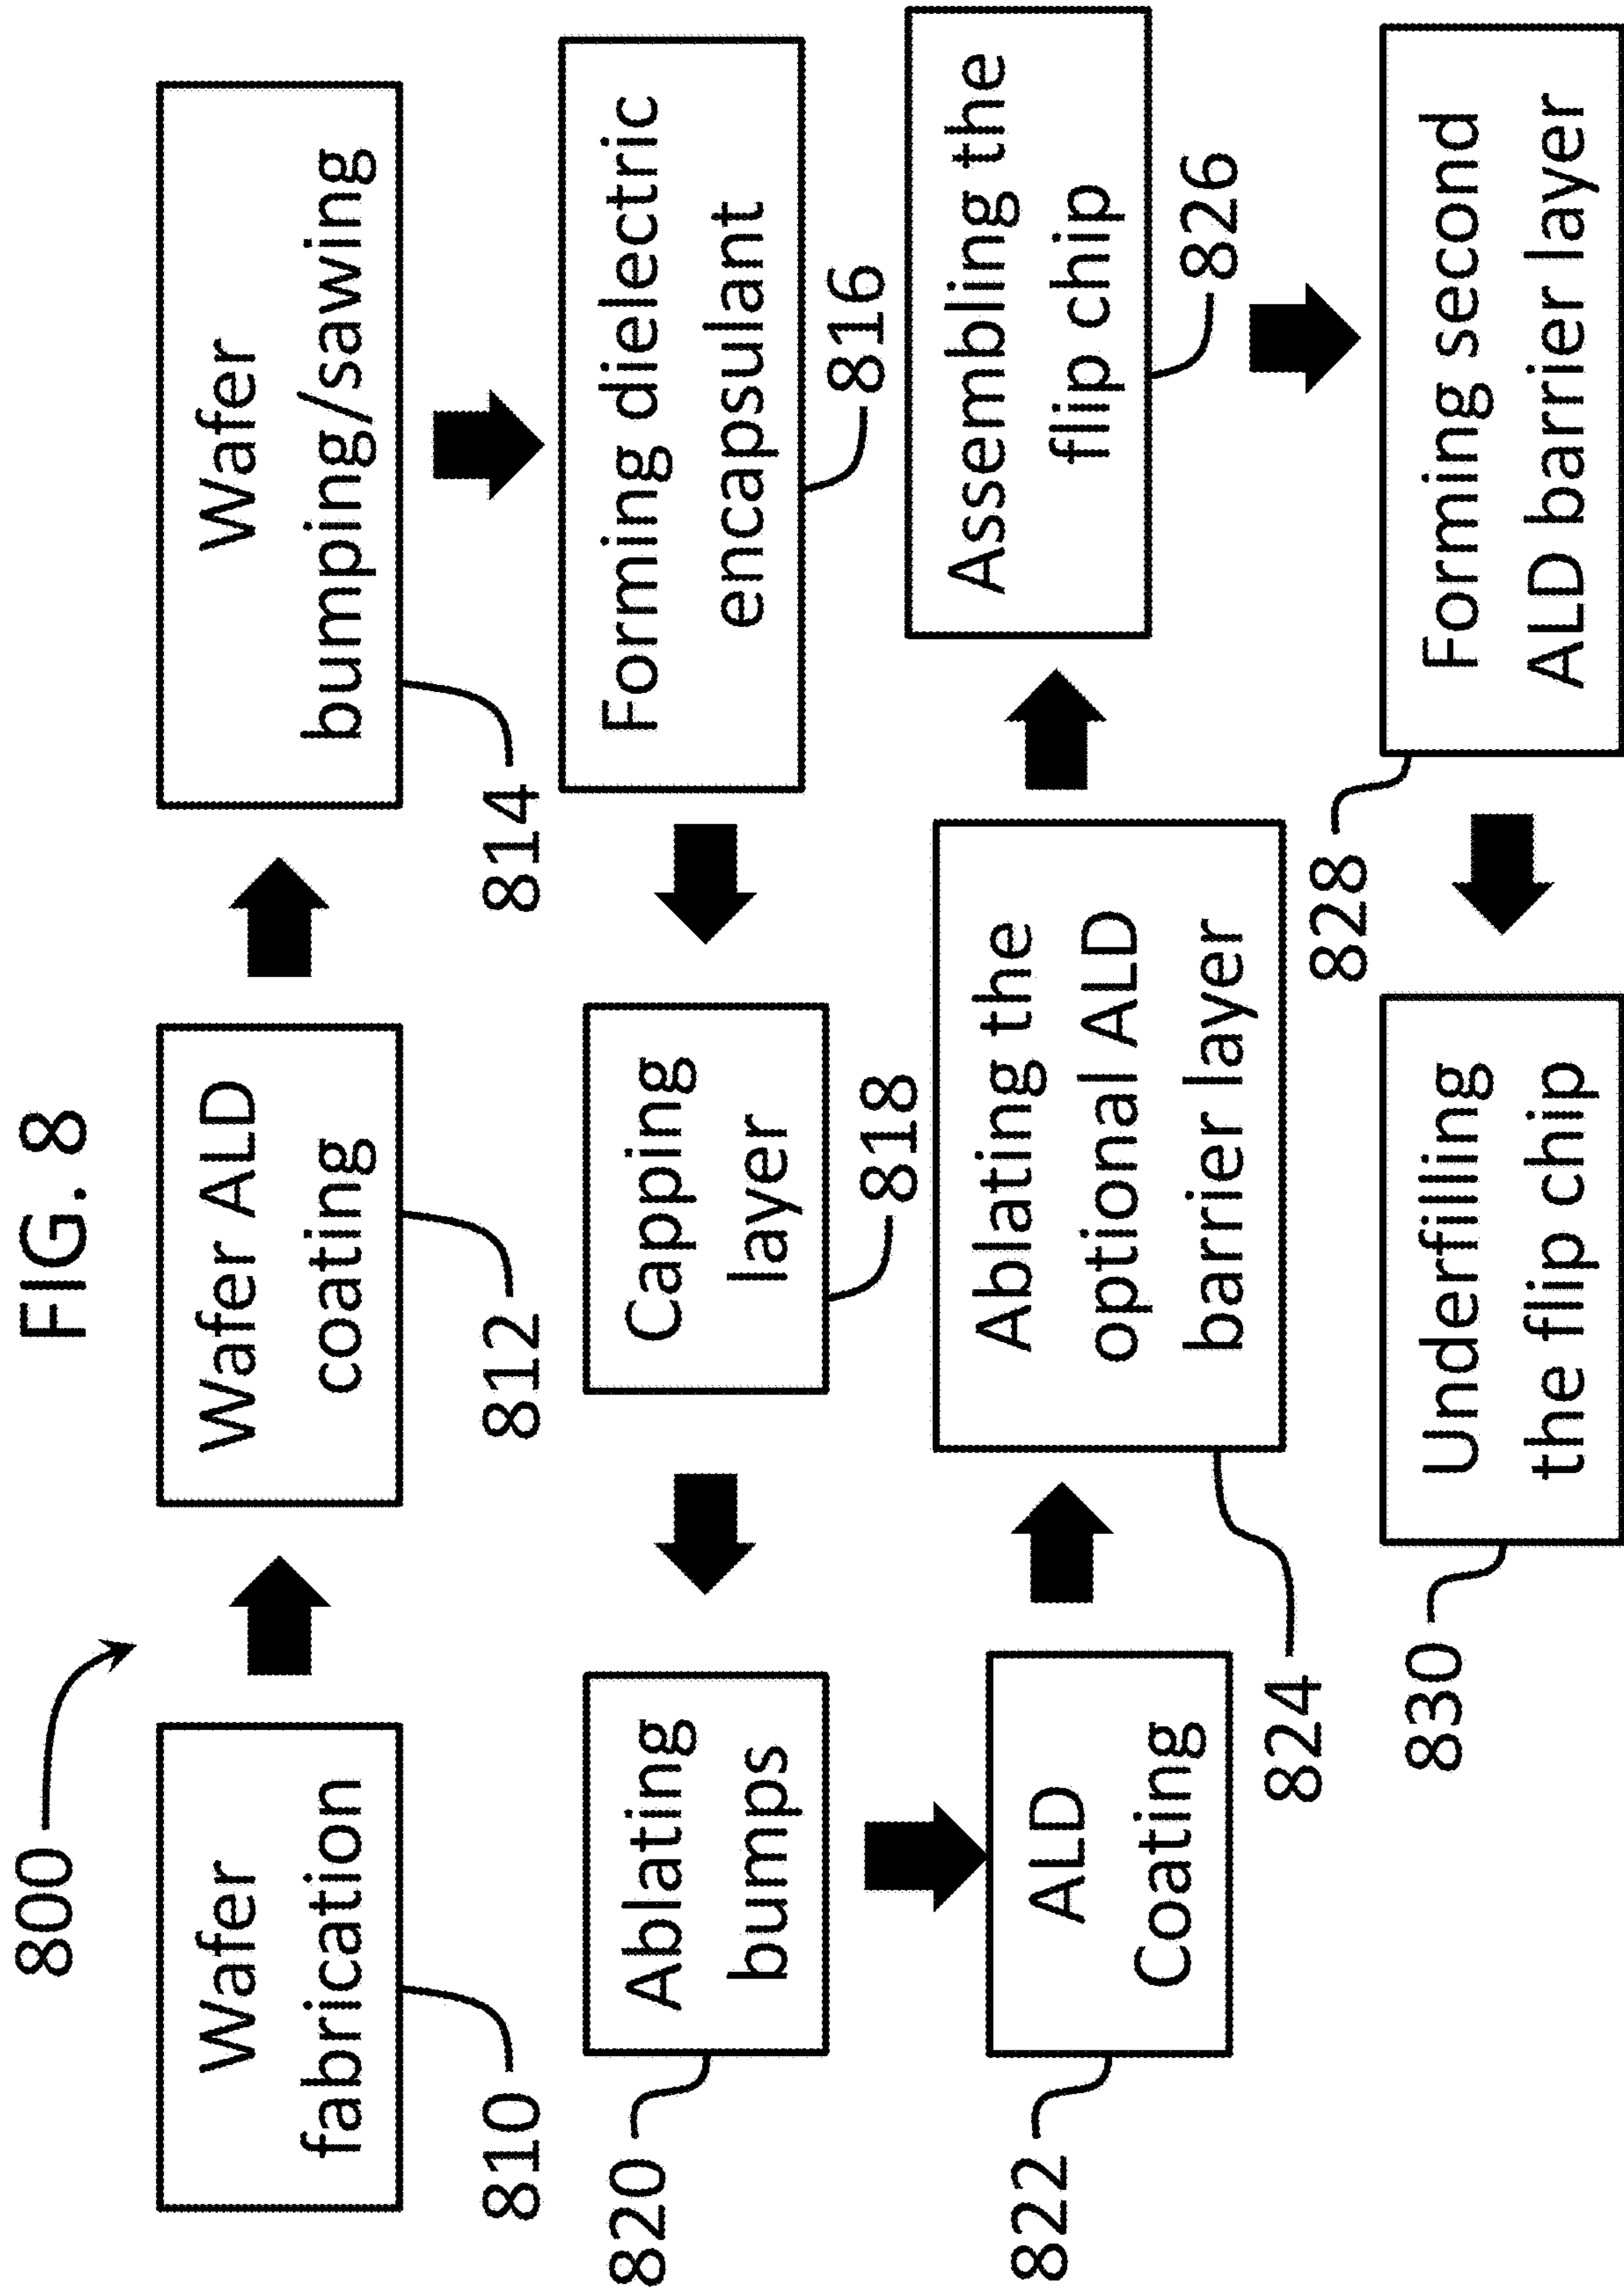 FIG. 8
800
Wafer
fabrication
810
Wafer ALD
coating
812
Wafer
bumping/sawing
814
Forming dielectric
encapsulant
816
Capping
layer
818
Ablating
bumps
820
ALD
Coating
822
Ablating the
optional ALD
barrier layer
824
Assembling the
flip chip
826
Forming second
ALD barrier layer
828
Underfilling
the flip chip
830